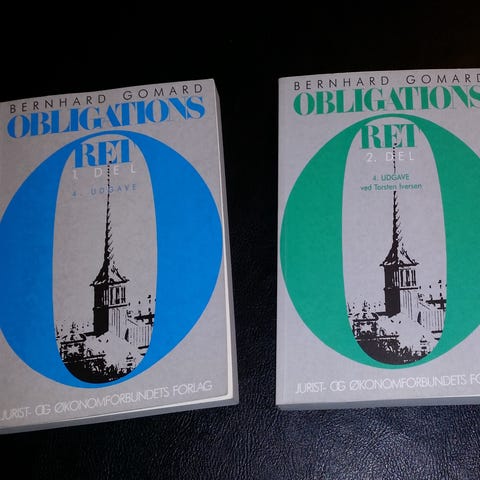 BERNHARD GOMARD
OBLIGATIONS
RET
1. DEL
4. UDGAVE
JURIST- OG ØKONOMFORBUNDETS FORLAG
BERNHARD GOMARD
OBLIGATIONS
RET
2. DEL
4. UDGAVE
ved Torsten Iversen
JURIST- OG ØKONOMFORBUNDETS